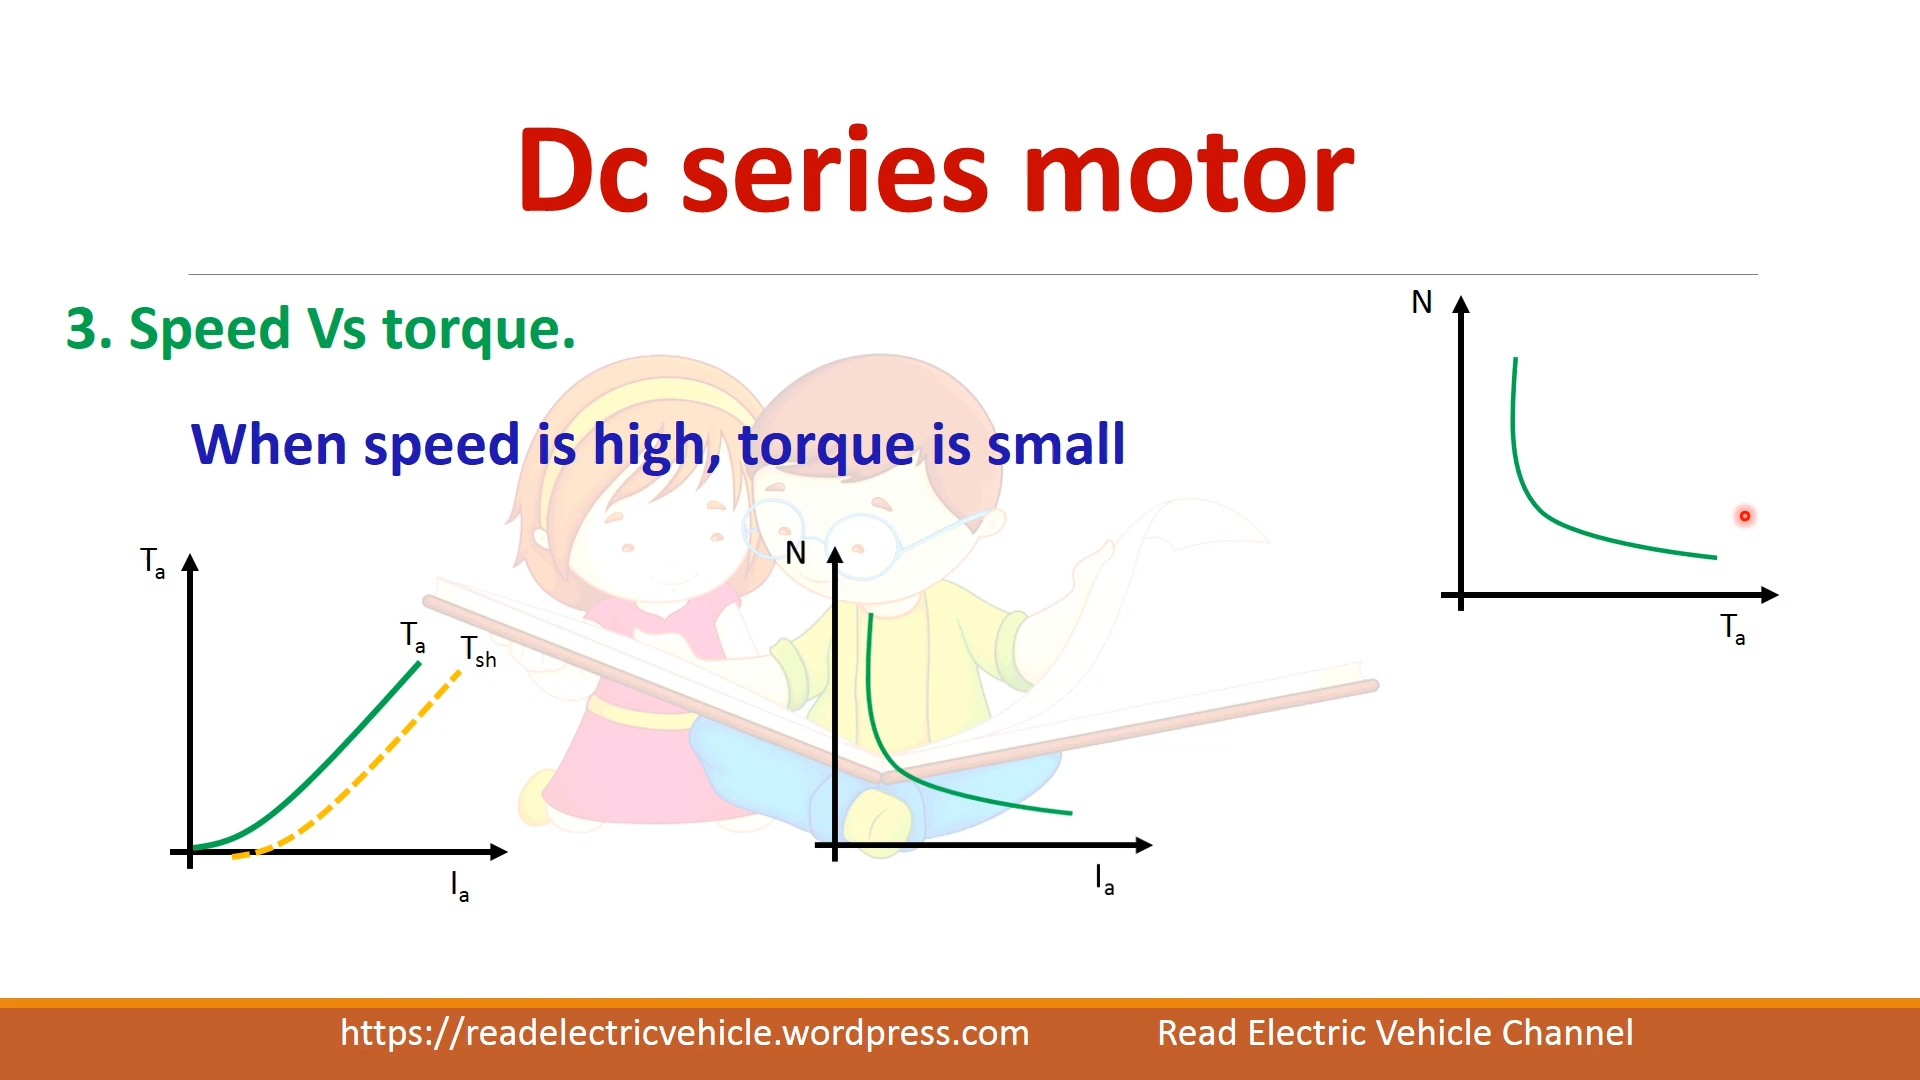 Dc series motor
3. Speed Vs torque.
When speed is high, torque is small
N
Ta
Ta
Ta
Tsh
Ia
N
Ia
https://readelectricvehicle.wordpress.com
Read Electric Vehicle Channel